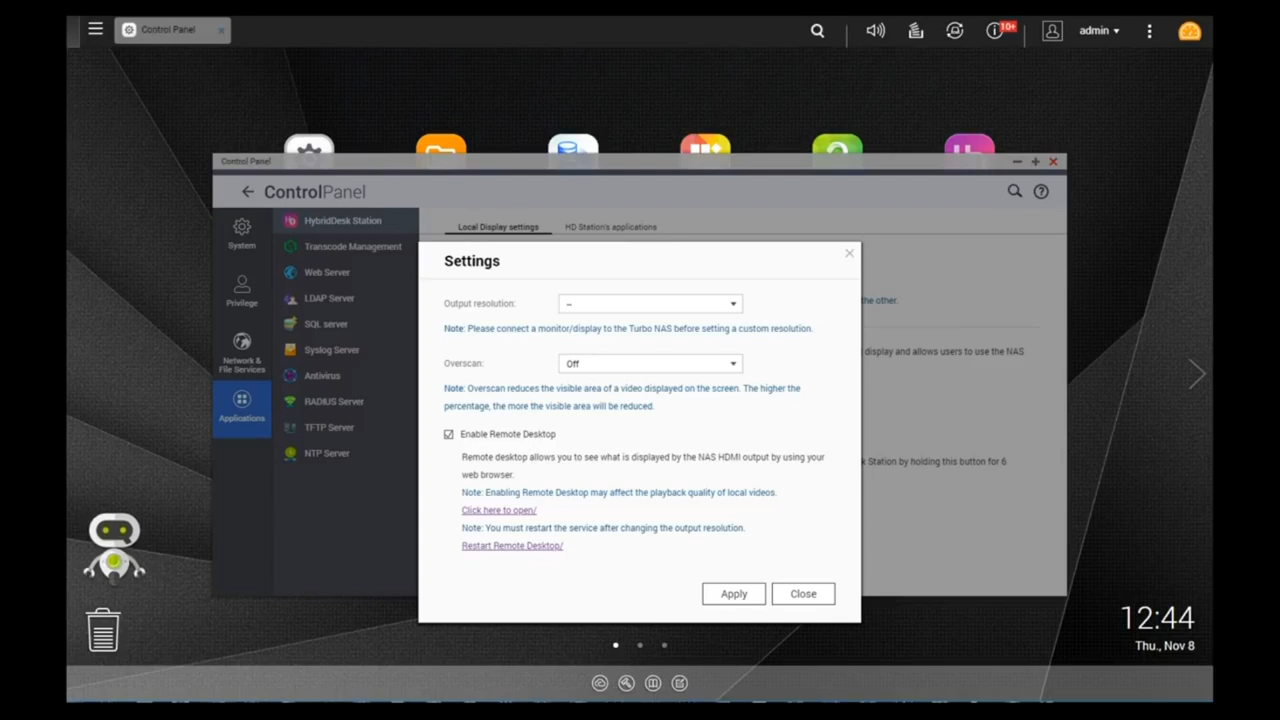 Control Panel
10+
admin
Control Panel
ControlPanel
System
Privilege
Network &
File Services
Applications
HybridDesk Station
Transcode Management
Web Server
LDAP Server
SQL server
Syslog Server
Antivirus
RADIUS Server
TFTP Server
NTP Server
Local Display settings
HD Station's applications
the other.
display and allows users to use the NAS
k Station by holding this button for 6
Settings
Output resolution:
--
Note: Please connect a monitor/display to the Turbo NAS before setting a custom resolution.
Overscan:
Off
Note: Overscan reduces the visible area of a video displayed on the screen. The higher the
percentage, the more the visible area will be reduced.
Enable Remote Desktop
Remote desktop allows you to see what is displayed by the NAS HDMI output by using your
web browser.
Note: Enabling Remote Desktop may affect the playback quality of local videos.
Click here to open/
Note: You must restart the service after changing the output resolution.
Restart Remote Desktop/
Apply
Close
12:44
Thu., Nov 8